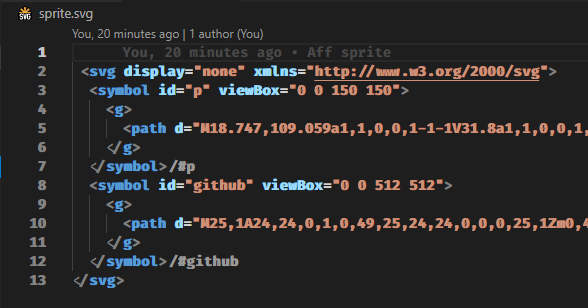 SVG sprite.svg
You, 20 minutes ago | 1 author (You)
1 You, 20 minutes ago • Aff sprite
2 <svg display="none" xmlns="http://www.w3.org/2000/svg">
3 <symbol id="p" viewBox="0 0 150 150">
4 <g>
5 <path d="M18.747,109.059a1,1,0,0,1-1-1V31.8a1,1,0,0,1,
6 </g>
7 </symbol>/#p
8 <symbol id="github" viewBox="0 0 512 512">
9 <g>
10 <path d="M25,1A24,24,0,1,0,49,25,24,24,0,0,0,25,1Zm0,4
11 </g>
12 </symbol>/#github
13 </svg>